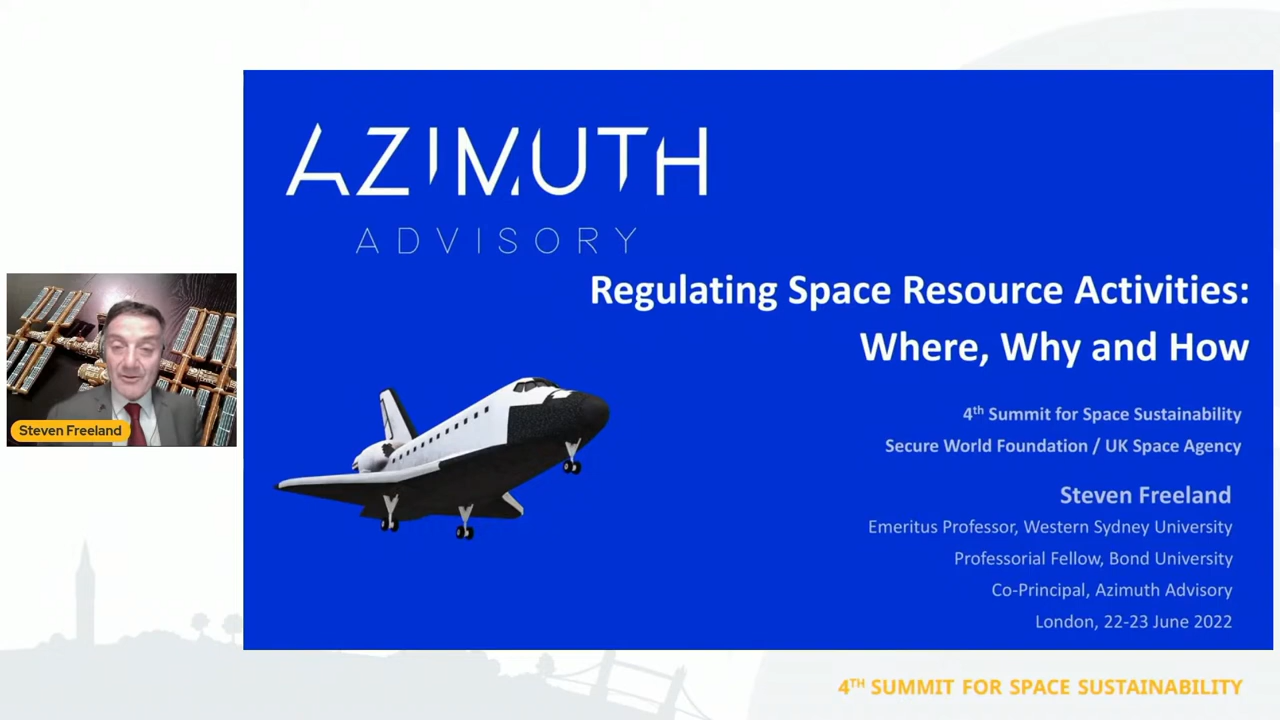 AZIMUTH
ADVISORY
Regulating Space Resource Activities:
Where, Why and How
4th Summit for Space Sustainability
Secure World Foundation / UK Space Agency
Steven Freeland
Emeritus Professor, Western Sydney University
Professorial Fellow, Bond University
Co-Principal, Azimuth Advisory
London, 22-23 June 2022
Steven Freeland
4TH SUMMIT FOR SPACE SUSTAINABILITY